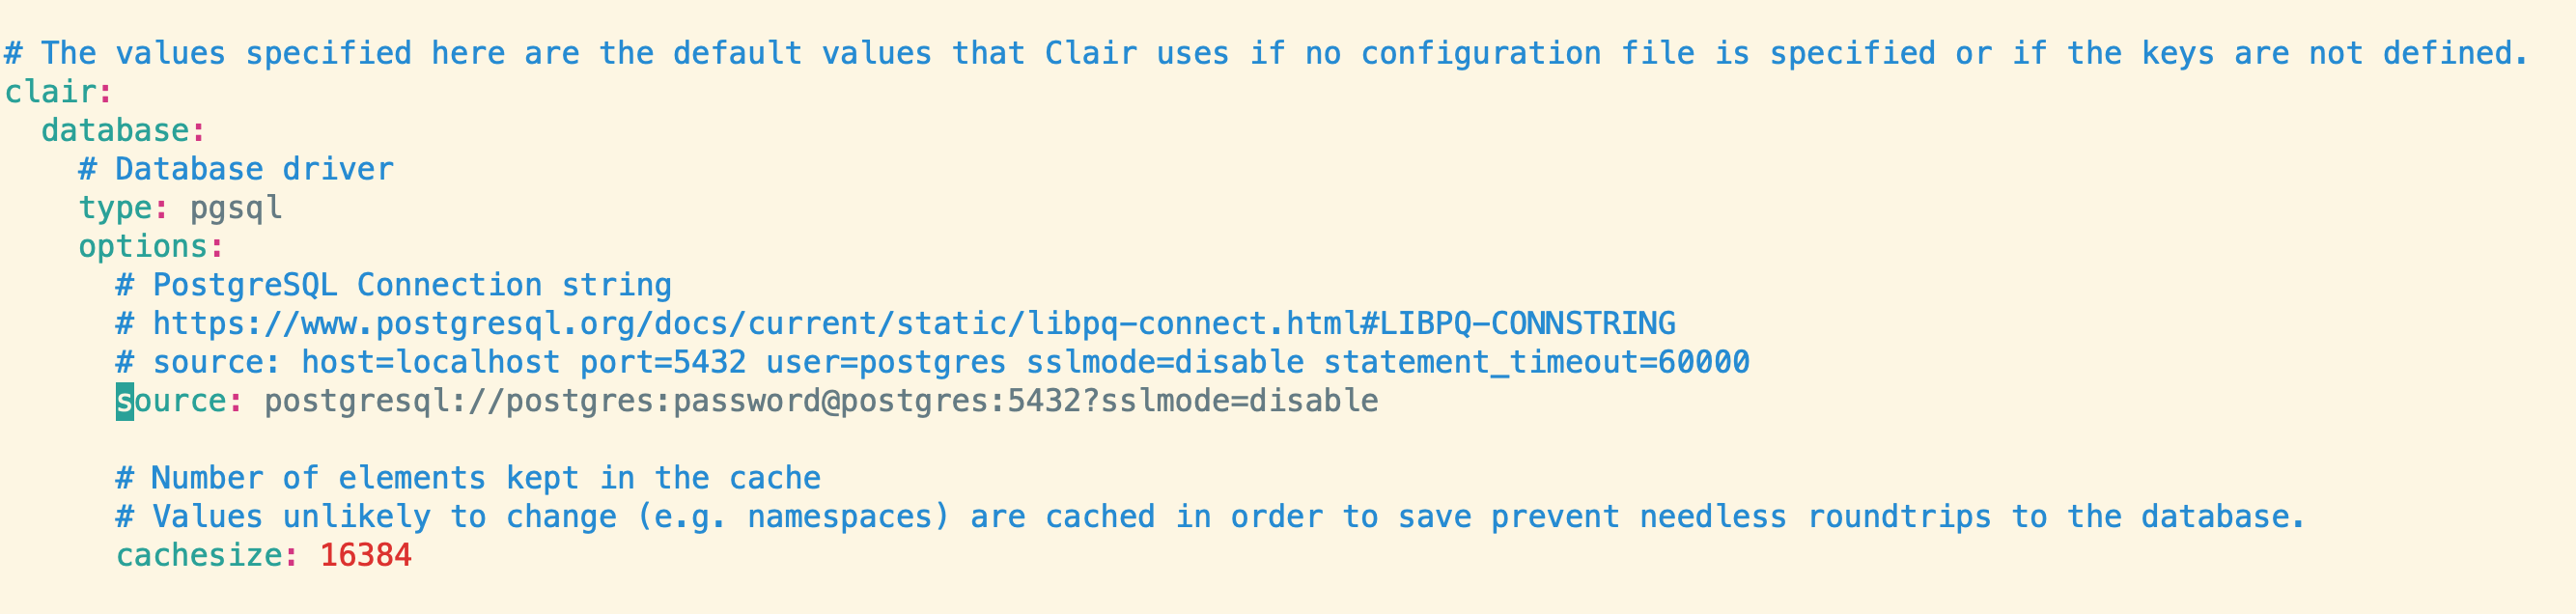 # The values specified here are the default values that Clair uses if no configuration file is specified or if the keys are not defined.
clair:
  database:
    # Database driver
    type: pgsql
    options:
      # PostgreSQL Connection string
      # https://www.postgresql.org/docs/current/static/libpq-connect.html#LIBPQ-CONNSTRING
      # source: host=localhost port=5432 user=postgres sslmode=disable statement_timeout=60000
      source: postgresql://postgres:password@postgres:5432?sslmode=disable

      # Number of elements kept in the cache
      # Values unlikely to change (e.g. namespaces) are cached in order to save prevent needless roundtrips to the database.
      cachesize: 16384